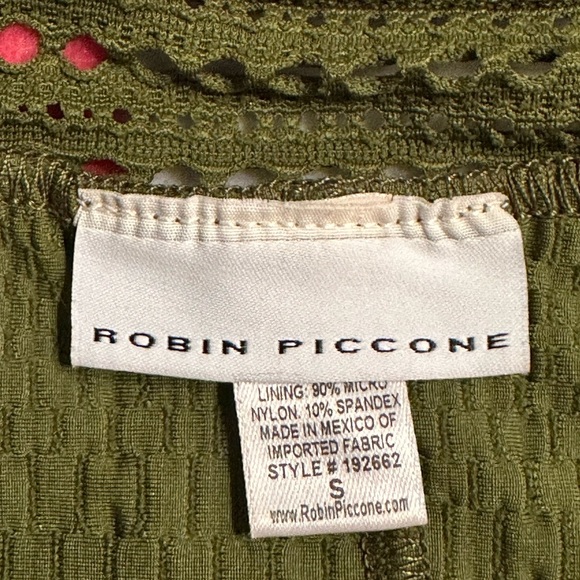 ROBIN PICCONE
LINING: 90% MICRO
NYLON. 10% SPANDEX
MADE IN MEXICO OF
IMPORTED FABRIC
STYLE # 192662
S
www.RobinPiccone.com